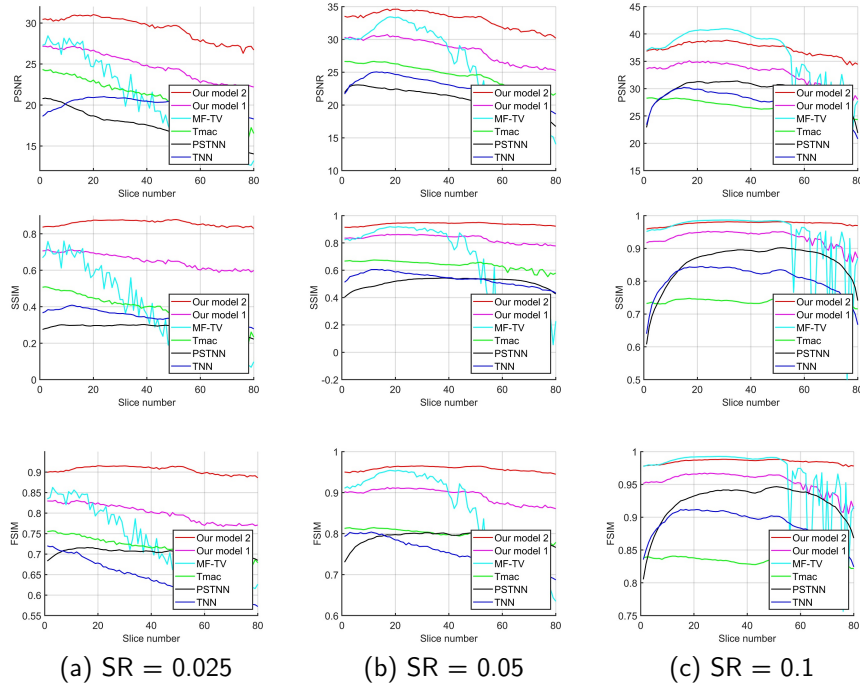 35
30
25
20
15
PSNR
0
20
40
60
80
Slice number
Our model 2
Our model 1
MF-TV
Tmac
PSTNN
TNN
35
30
25
20
15
10
PSNR
0
20
40
60
80
Slice number
Our model 2
Our model 1
MF-TV
Tmac
PSTNN
TNN
45
40
35
30
25
20
15
PSNR
0
20
40
60
80
Slice number
Our model 2
Our model 1
MF-TV
Tmac
PSTNN
TNN
0.8
0.6
0.4
0.2
0
SSIM
0
20
40
60
80
Slice number
Our model 2
Our model 1
MF-TV
Tmac
PSTNN
TNN
1
0.8
0.6
0.4
0.2
0
-0.2
SSIM
0
20
40
60
80
Slice number
Our model 2
Our model 1
MF-TV
Tmac
PSTNN
TNN
1
0.9
0.8
0.7
0.6
0.5
SSIM
0
20
40
60
80
Slice number
Our model 2
Our model 1
MF-TV
Tmac
PSTNN
TNN
0.9
0.85
0.8
0.75
0.7
0.65
0.6
0.55
FSIM
0
20
40
60
80
Slice number
Our model 2
Our model 1
MF-TV
Tmac
PSTNN
TNN
1
0.9
0.8
0.7
0.6
FSIM
0
20
40
60
80
Slice number
Our model 2
Our model 1
MF-TV
Tmac
PSTNN
TNN
1
0.95
0.9
0.85
0.8
0.75
FSIM
0
20
40
60
80
Slice number
Our model 2
Our model 1
MF-TV
Tmac
PSTNN
TNN
(a) SR = 0.025
(b) SR = 0.05
(c) SR = 0.1